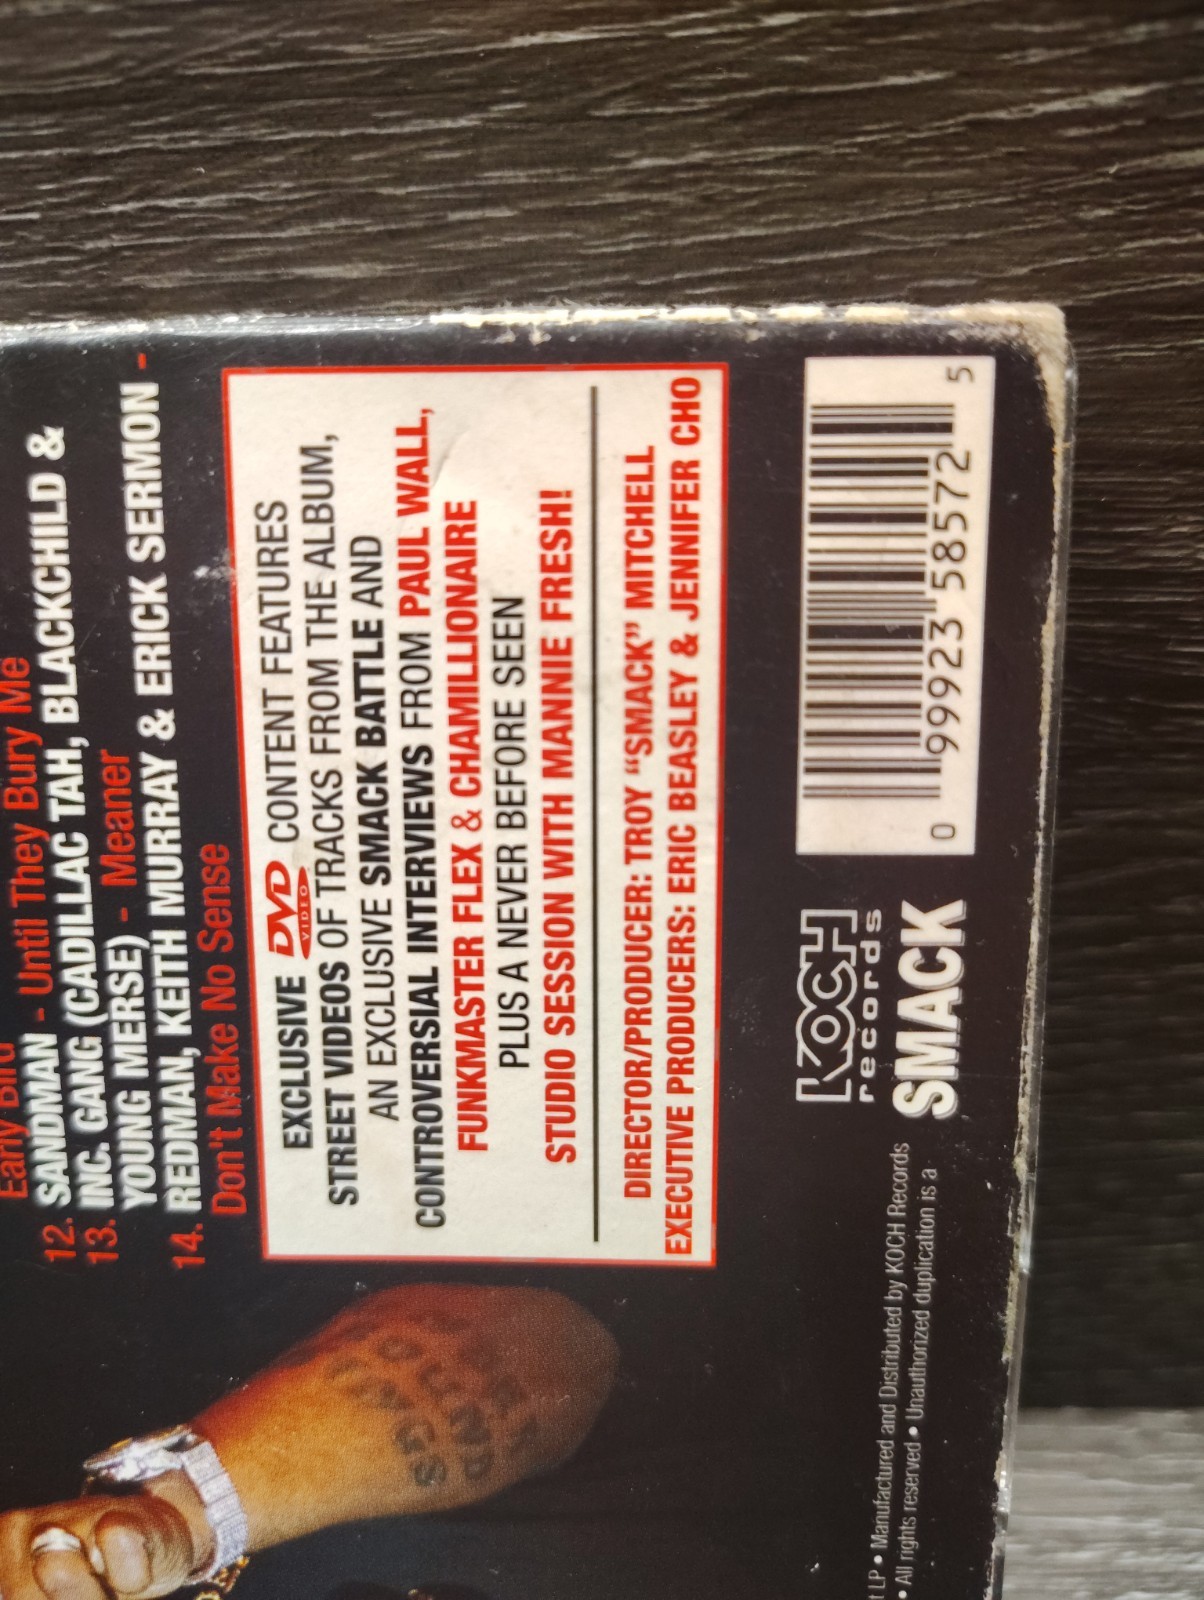 Early Bird
12. SANDMAN - Until They Bury Me
13. INC. GANG (CADILLAC TAH, BLACKCHILD &
YOUNG MERSE) - Meaner
14. REDMAN, KEITH MURRAY & ERICK SERMON -
Don't Make No Sense
EXCLUSIVE DVD VIDEO CONTENT FEATURES
STREET VIDEOS OF TRACKS FROM THE ALBUM,
AN EXCLUSIVE SMACK BATTLE AND
CONTROVERSIAL INTERVIEWS FROM PAUL WALL,
FUNKMASTER FLEX & CHAMILLIONAIRE
PLUS A NEVER BEFORE SEEN
STUDIO SESSION WITH MANNIE FRESH!
DIRECTOR/PRODUCER: TROY "SMACK" MITCHELL
EXECUTIVE PRODUCERS: ERIC BEASLEY & JENNIFER CHO
KOCH
records
SMACK
0 99923 58572 5
LP • Manufactured and Distributed by KOCH Records
• All rights reserved • Unauthorized duplication is a